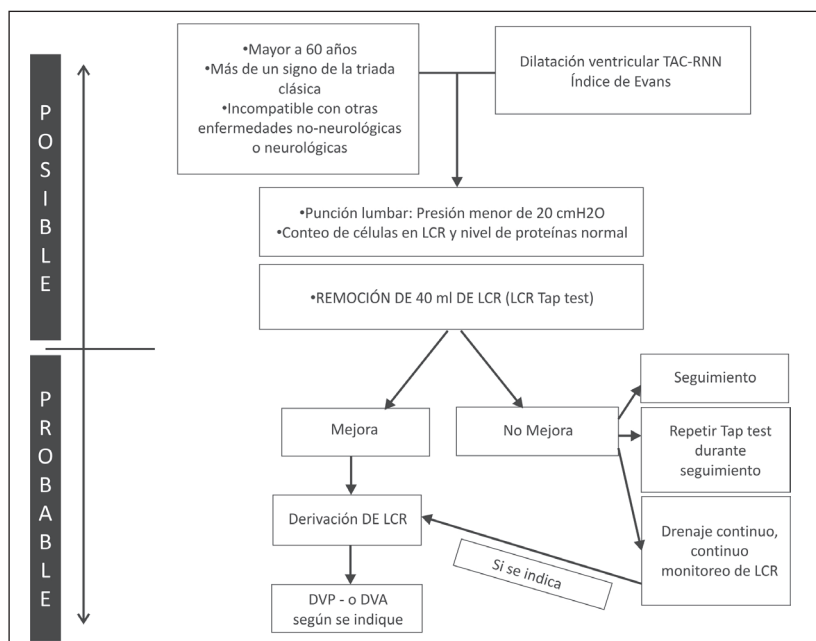 •Mayor a 60 años
•Más de un signo de la triada
clásica
•Incompatible con otras
enfermedades no-neurológicas
o neurológicas
Dilatación ventricular TAC-RNN
Índice de Evans
POSIBLE
•Punción lumbar: Presión menor de 20 cmH2O
•Conteo de células en LCR y nivel de proteínas normal
•REMOCIÓN DE 40 ml DE LCR (LCR Tap test)
PROBABLE
Mejora
No Mejora
Seguimiento
Repetir Tap test
durante
seguimiento
Drenaje continuo,
continuo
monitoreo de LCR
Derivación DE LCR
Si se indica
DVP - o DVA
según se indique